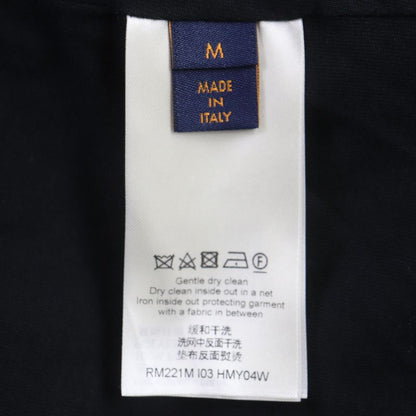 M
MADE
IN
ITALY
Gentle dry clean
Dry clean inside out in a net
Iron inside out protecting garment
with a fabric in between
缓和干洗
洗网中反面干洗
垫布反面熨烫
RM221M I03 HMY04W